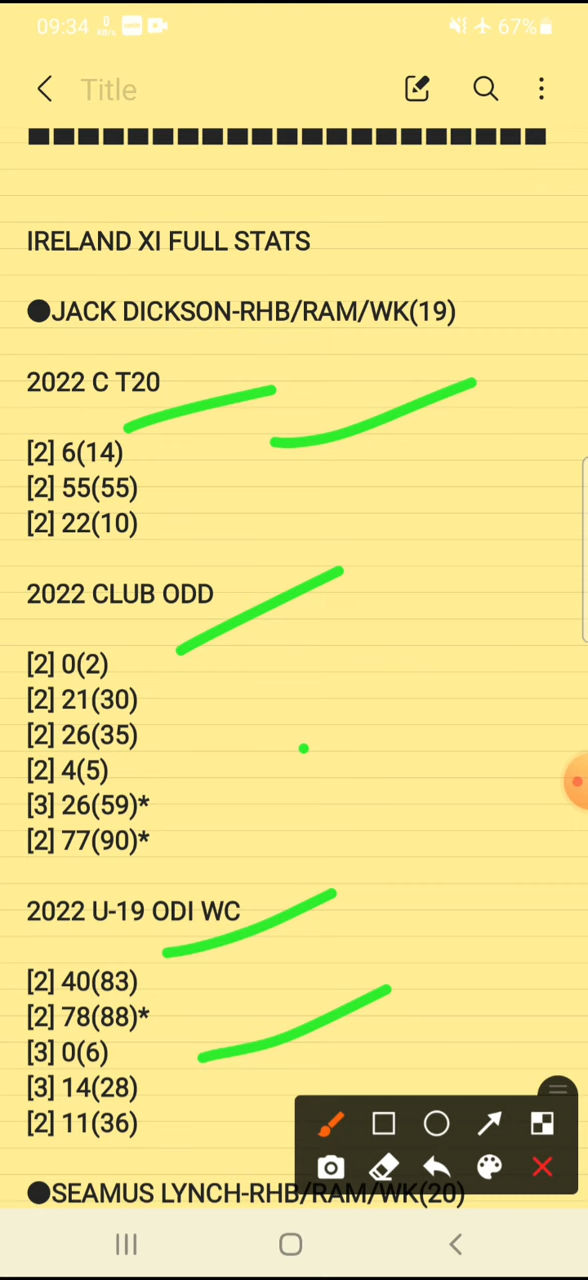 09:34
67%
Title
IRELAND XI FULL STATS
●JACK DICKSON-RHB/RAM/WK(19)
2022 C T20
[2] 6(14)
[2] 55(55)
[2] 22(10)
2022 CLUB ODD
[2] 0(2)
[2] 21(30)
[2] 26(35)
[2] 4(5)
[3] 26(59)*
[2] 77(90)*
2022 U-19 ODI WC
[2] 40(83)
[2] 78(88)*
[3] 0(6)
[3] 14(28)
[2] 11(36)
●SEAMUS LYNCH-RHB/RAM/WK(20)